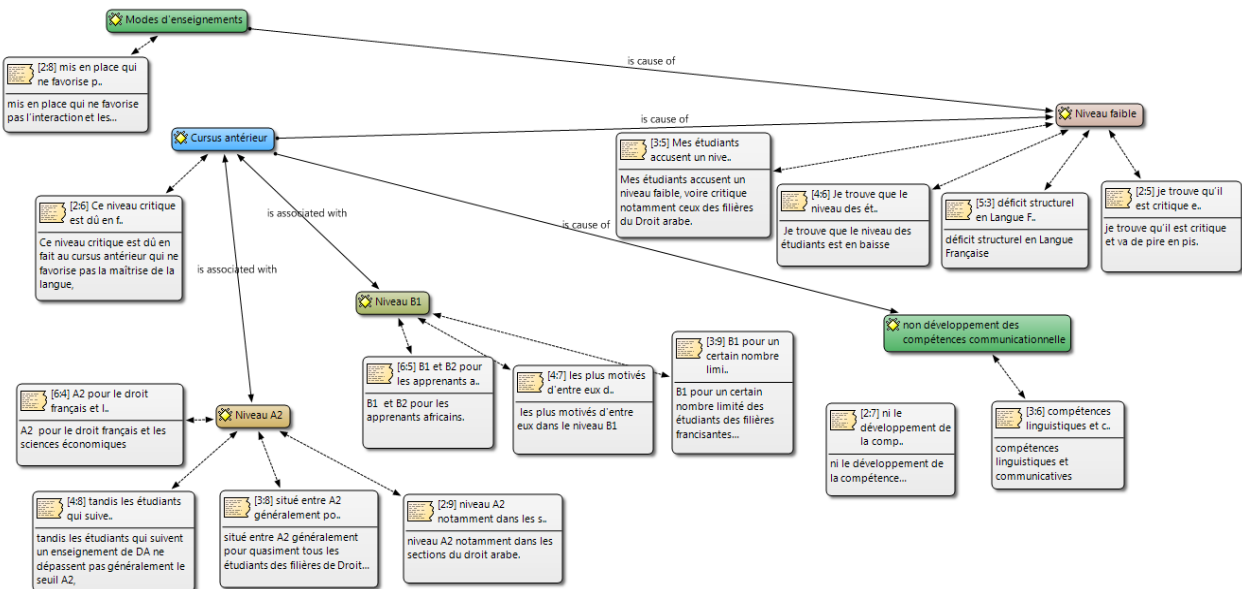 Modes d'enseignements
[2:8] mis en place qui
ne favorise p..
mis en place qui ne favorise
pas l'interaction et les...
is cause of
Niveau faible
is cause of
Cursus antérieur
[3:5] Mes étudiants
accusent un nive..
Mes étudiants accusent un
niveau faible, voire critique
notamment ceux des filières
du Droit arabe.
[4:6] Je trouve que le
niveau des ét..
Je trouve que le niveau des
étudiants est en baisse
[5:3] déficit structurel
en Langue F..
déficit structurel en Langue
Française
[2:5] je trouve qu'il
est critique e..
je trouve qu'il est critique
et va de pire en pis.
[2:6] Ce niveau critique
est dû en f..
Ce niveau critique est dû en
fait au cursus antérieur qui ne
favorise pas la maîtrise de la
langue,
is associated with
is cause of
is associated with
Niveau B1
non développement des
compétences communicationnelle
[6:5] B1 et B2 pour
les apprenants a..
B1 et B2 pour les
apprenants africains.
[4:7] les plus motivés
d'entre eux d..
les plus motivés d'entre
eux dans le niveau B1
[3:9] B1 pour un
certain nombre
limi..
B1 pour un certain
nombre limité des
étudiants des filières
francisantes...
[6:4] A2 pour le droit
français et l..
A2 pour le droit français et les
sciences économiques
Niveau A2
[2:7] ni le
développement de
la comp..
ni le développement de
la compétence...
[3:6] compétences
linguistiques et c..
compétences
linguistiques et
communicatives
[4:8] tandis les étudiants
qui suive..
tandis les étudiants qui suivent
un enseignement de DA ne
dépassent pas généralement le
seuil A2,
[3:8] situé entre A2
généralement po..
situé entre A2 généralement
pour quasiment tous les
étudiants des filières de Droit...
[2:9] niveau A2
notamment dans les s..
niveau A2 notamment dans les
sections du droit arabe.